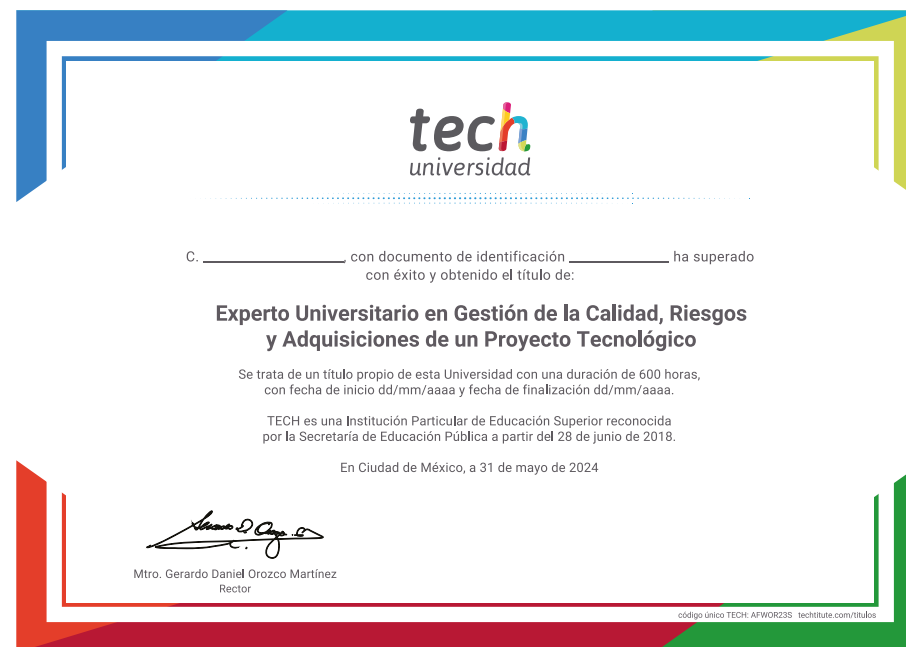 tech
universidad
C. ____________, con documento de identificación ____________ ha superado
con éxito y obtenido el título de:
Experto Universitario en Gestión de la Calidad, Riesgos
y Adquisiciones de un Proyecto Tecnológico
Se trata de un título propio de esta Universidad con una duración de 600 horas,
con fecha de inicio dd/mm/aaaa y fecha de finalización dd/mm/aaaa.
TECH es una Institución Particular de Educación Superior reconocida
por la Secretaría de Educación Pública a partir del 28 de junio de 2018.
En Ciudad de México, a 31 de mayo de 2024
Mtro. Gerardo Daniel Orozco Martínez
Rector
código único TECH: AFWOR23S techtitute.com/titulos